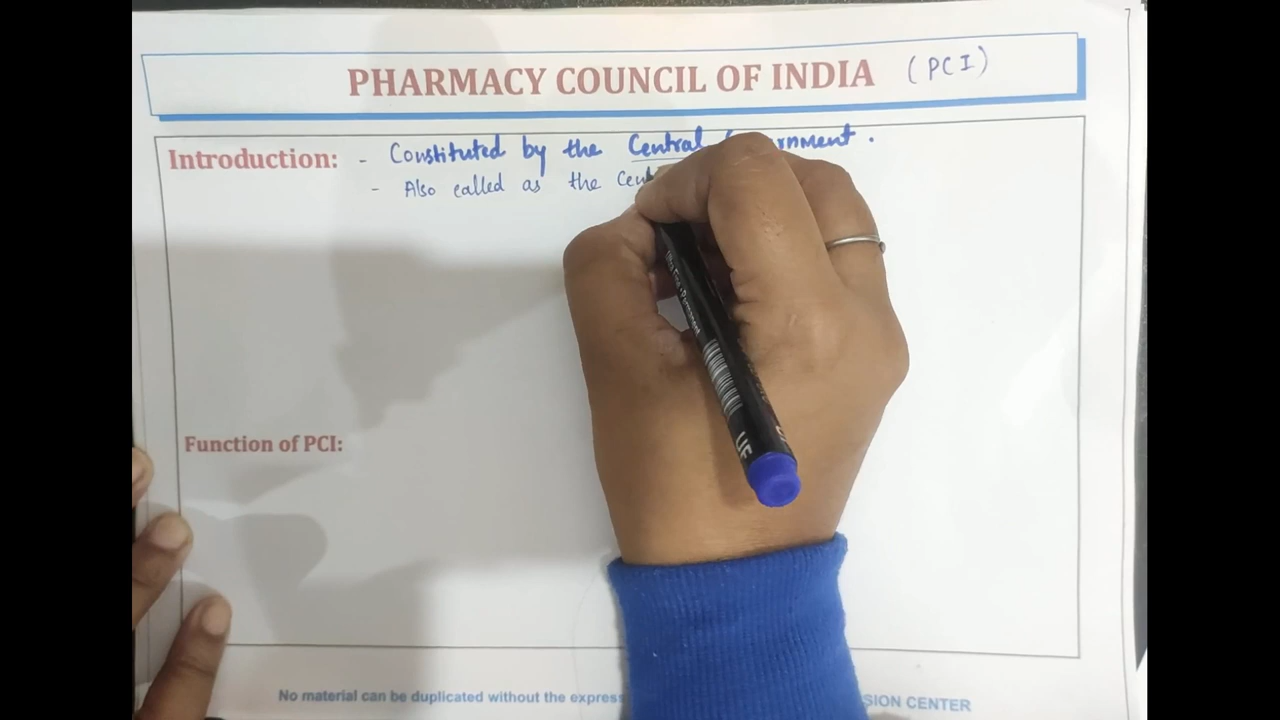 PHARMACY COUNCIL OF INDIA (PCI)
Introduction: - Constituted by the Central
- Also called as the
Function of PCI:
No material can be duplicated without the express
CENTER
UF